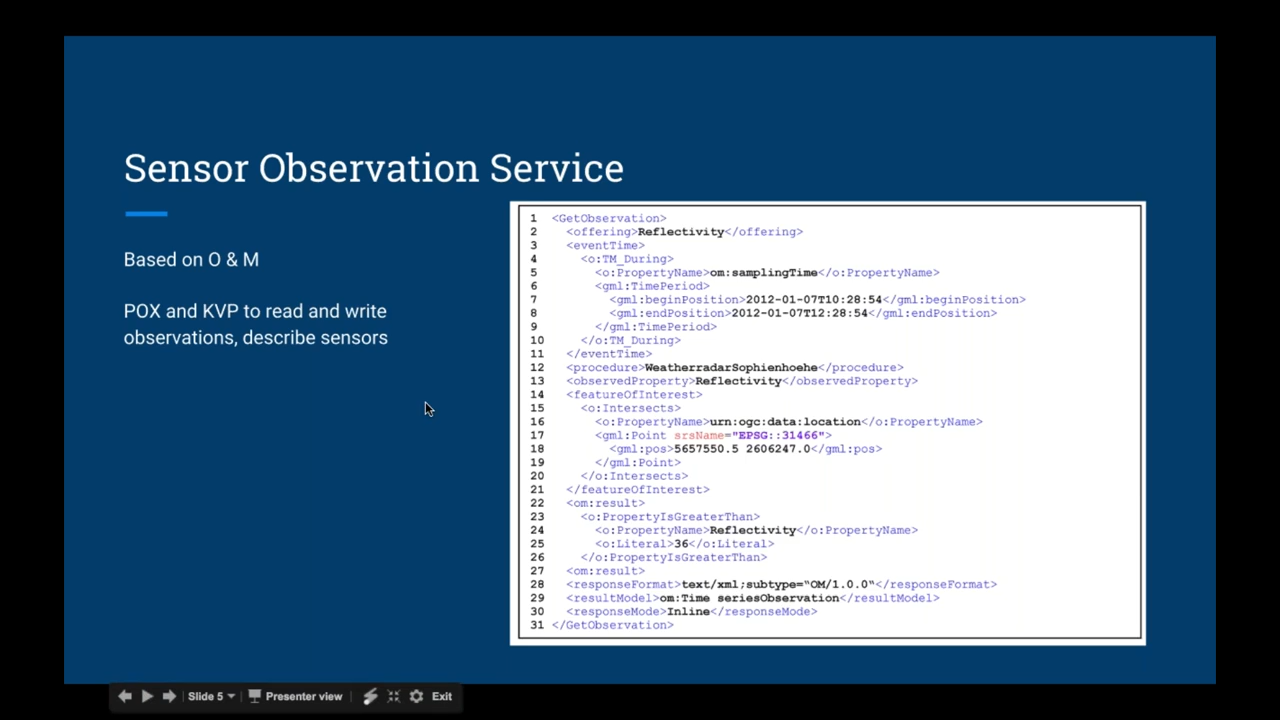 Sensor Observation Service
Based on O & M
POX and KVP to read and write
observations, describe sensors
1 <GetObservation>
2 <offering>Reflectivity</offering>
3 <eventTime>
4 <o:TM_During>
5 <o:PropertyName>om:samplingTime</o:PropertyName>
6 <gml:TimePeriod>
7 <gml:beginPosition>2012-01-07T10:28:54</gml:beginPosition>
8 <gml:endPosition>2012-01-07T12:28:54</gml:endPosition>
9 </gml:TimePeriod>
10 </o:TM_During>
11 </eventTime>
12 <procedure>WeatherradarSophienhoehe</procedure>
13 <observedProperty>Reflectivity</observedProperty>
14 <featureOfInterest>
15 <o:Intersects>
16 <o:PropertyName>urn:ogc:data:location</o:PropertyName>
17 <gml:Point srsName="EPSG::31466">
18 <gml:pos>5657550.5 2606247.0</gml:pos>
19 </gml:Point>
20 </o:Intersects>
21 </featureOfInterest>
22 <om:result>
23 <o:PropertyIsGreaterThan>
24 <o:PropertyName>Reflectivity</o:PropertyName>
25 <o:Literal>36</o:Literal>
26 </o:PropertyIsGreaterThan>
27 <om:result>
28 <responseFormat>text/xml;subtype="OM/1.0.0"</responseFormat>
29 <resultModel>om:Time seriesObservation</resultModel>
30 <responseMode>Inline</responseMode>
31 </GetObservation>
Slide 5 Presenter view Exit